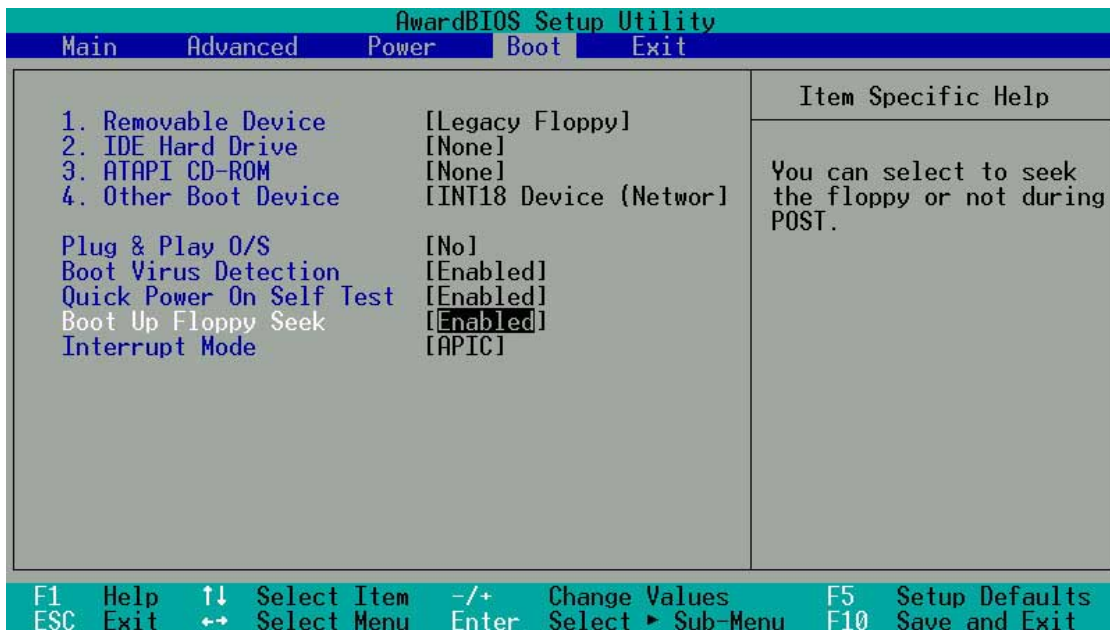 AwardBIOS Setup Utility
Main Advanced Power Boot Exit
1. Removable Device [Legacy Floppy]
2. IDE Hard Drive [None]
3. ATAPI CD-ROM [None]
4. Other Boot Device [INT18 Device (Networ]
Plug & Play O/S [No]
Boot Virus Detection [Enabled]
Quick Power On Self Test [Enabled]
Boot Up Floppy Seek [Enabled]
Interrupt Mode [APIC]
Item Specific Help
You can select to seek
the floppy or not during
POST.
F1 Help ↑↓ Select Item -/+ Change Values F5 Setup Defaults
ESC Exit ←→ Select Menu Enter Select ► Sub-Menu F10 Save and Exit